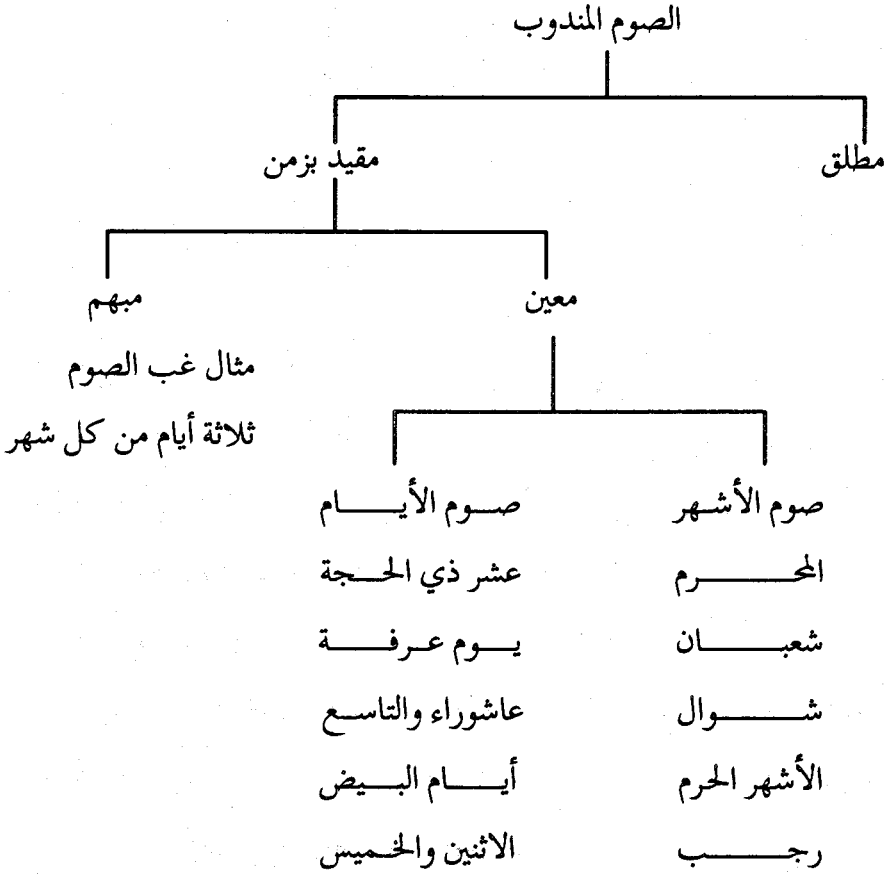 الصوم المندوب
مطلق
مقيد بزمن
معين
مبهم
مثال غب الصوم
ثلاثة أيام من كل شهر
صوم الأشهر
المحرم
شعبان
شوال
الأشهر الحرم
رجب
صوم الأيام
عشر ذي الحجة
يوم عرفة
عاشوراء والتاسع
أيام البيض
الاثنين والخميس